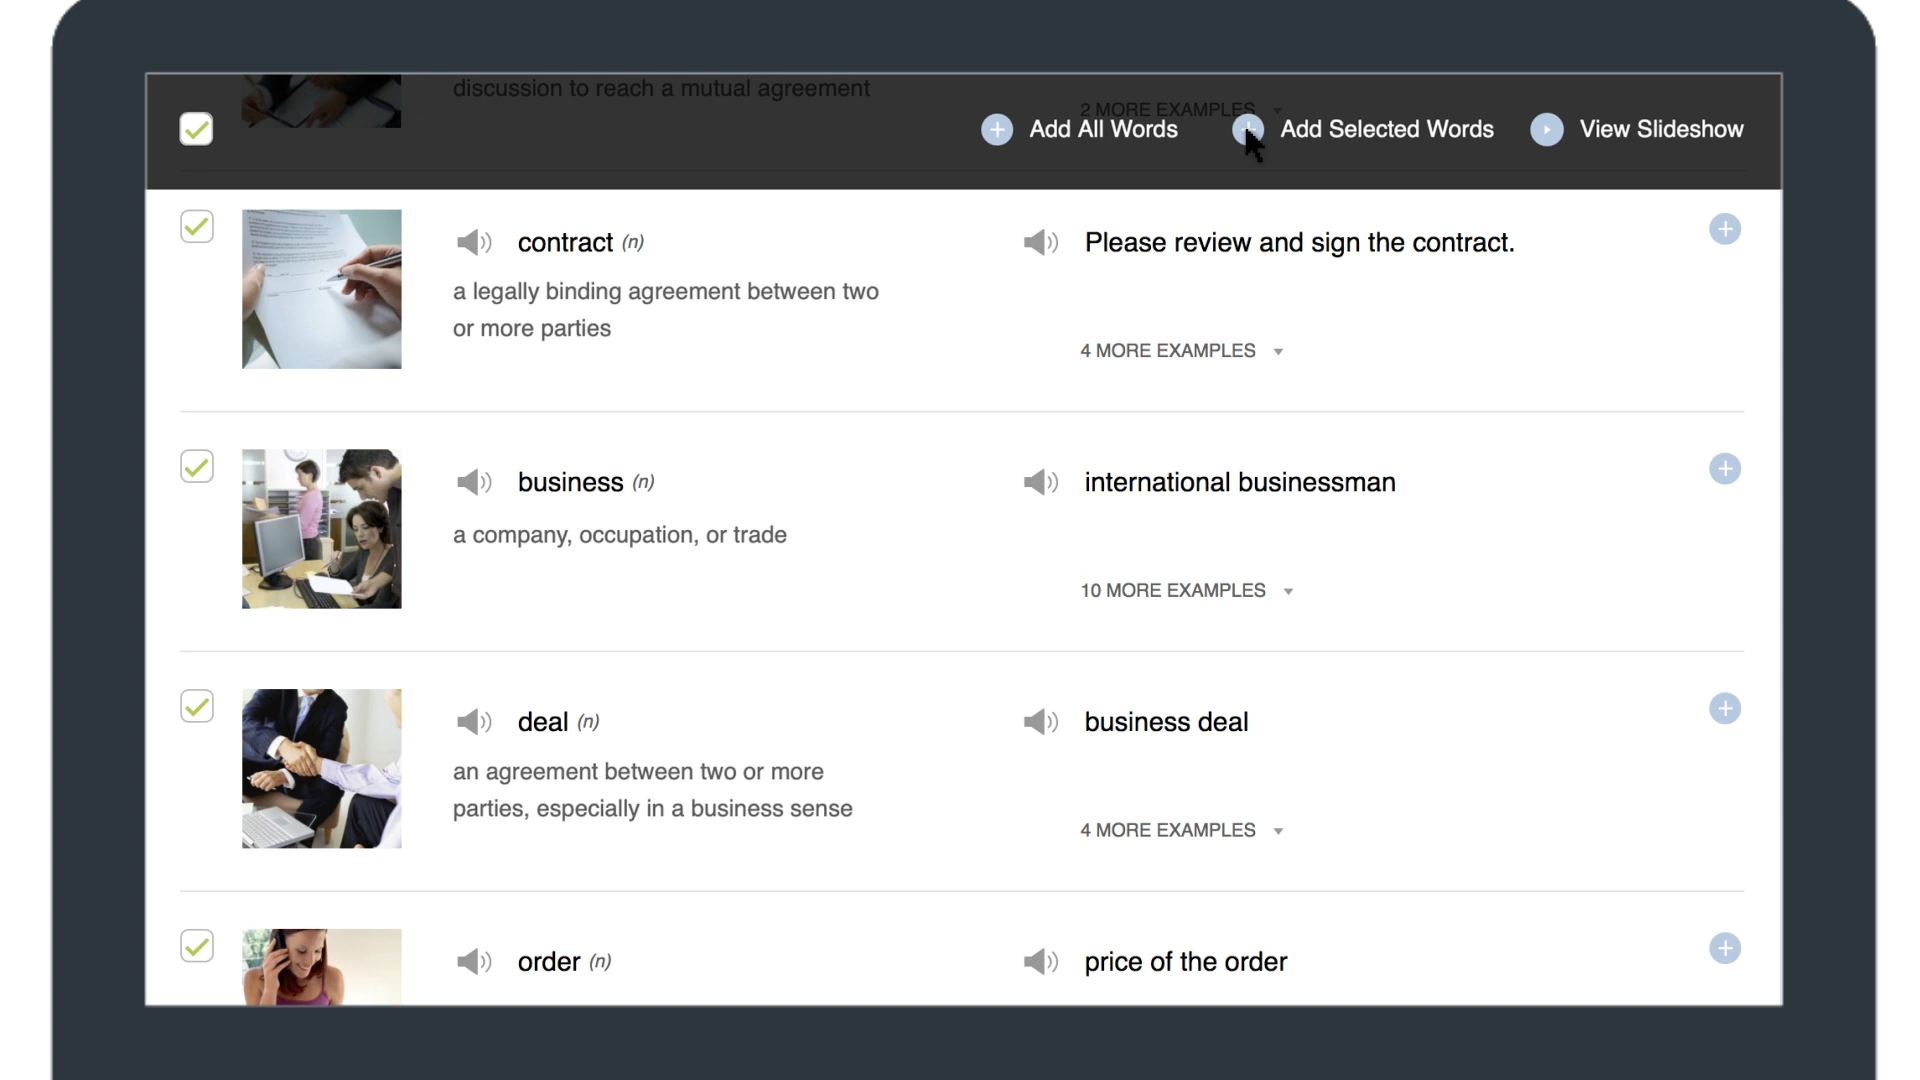 discussion to reach a mutual agreement
2 MORE EXAMPLES
Add All Words
Add Selected Words
View Slideshow
contract (n)
Please review and sign the contract.
a legally binding agreement between two
or more parties
4 MORE EXAMPLES
business (n)
international businessman
a company, occupation, or trade
10 MORE EXAMPLES
deal (n)
business deal
an agreement between two or more
parties, especially in a business sense
4 MORE EXAMPLES
order (n)
price of the order